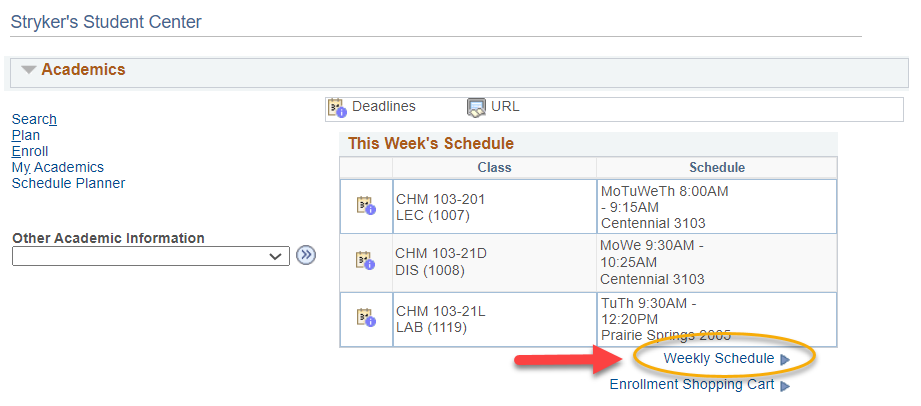 Stryker's Student Center
Academics
Search
Plan
Enroll
My Academics
Schedule Planner
Other Academic Information
Deadlines
URL
This Week's Schedule
Class
Schedule
CHM 103-201
LEC (1007)
MoTuWeTh 8:00AM
- 9:15AM
Centennial 3103
CHM 103-21D
DIS (1008)
MoWe 9:30AM -
10:25AM
Centennial 3103
CHM 103-21L
LAB (1119)
TuTh 9:30AM -
12:20PM
Prairie Springs 2065
Weekly Schedule
Enrollment Shopping Cart